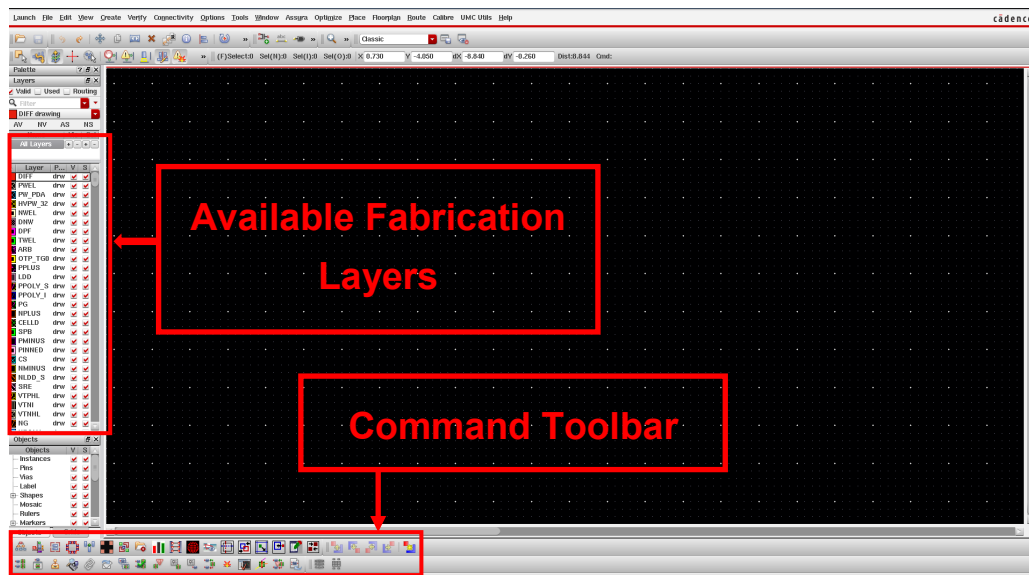 Launch File Edit View Create Verify Connectivity Options Tools Window Assura Optimize Place Floorplan Route Calibre UMC Utils Help
cādence
Classic
(F)Select:0 Sel(N):0 Sel(I):0 Sel(O):0 X 0.730 Y -4.050 dX -8.840 dY -0.260 Dist:8.844 Cmd:
Palette
Layers
Valid Used Routing
Filter
DIFF drawing
AV NV AS NS
All Layers
Layer P... V S
DIFF drw
PWEL drw
PW_PDA drw
HVPW_32 drw
NWEL drw
DNW drw
DPF drw
TWEL drw
ARB drw
OTP_TG0 drw
PPLUS drw
LDD drw
PPOLY_S drw
PPOLY_I drw
PG drw
NPLUS drw
CELLD drw
SPB drw
PMINUS drw
PINNED drw
CS drw
NMINUS drw
NLDD_S drw
SRE drw
VTPHL drw
VTNI drw
VTNHL drw
NG drw
Available Fabrication
Layers
Command Toolbar
Objects
Objects V S
Instances
Pins
Vias
Label
Shapes
Mosaic
Rulers
Markers